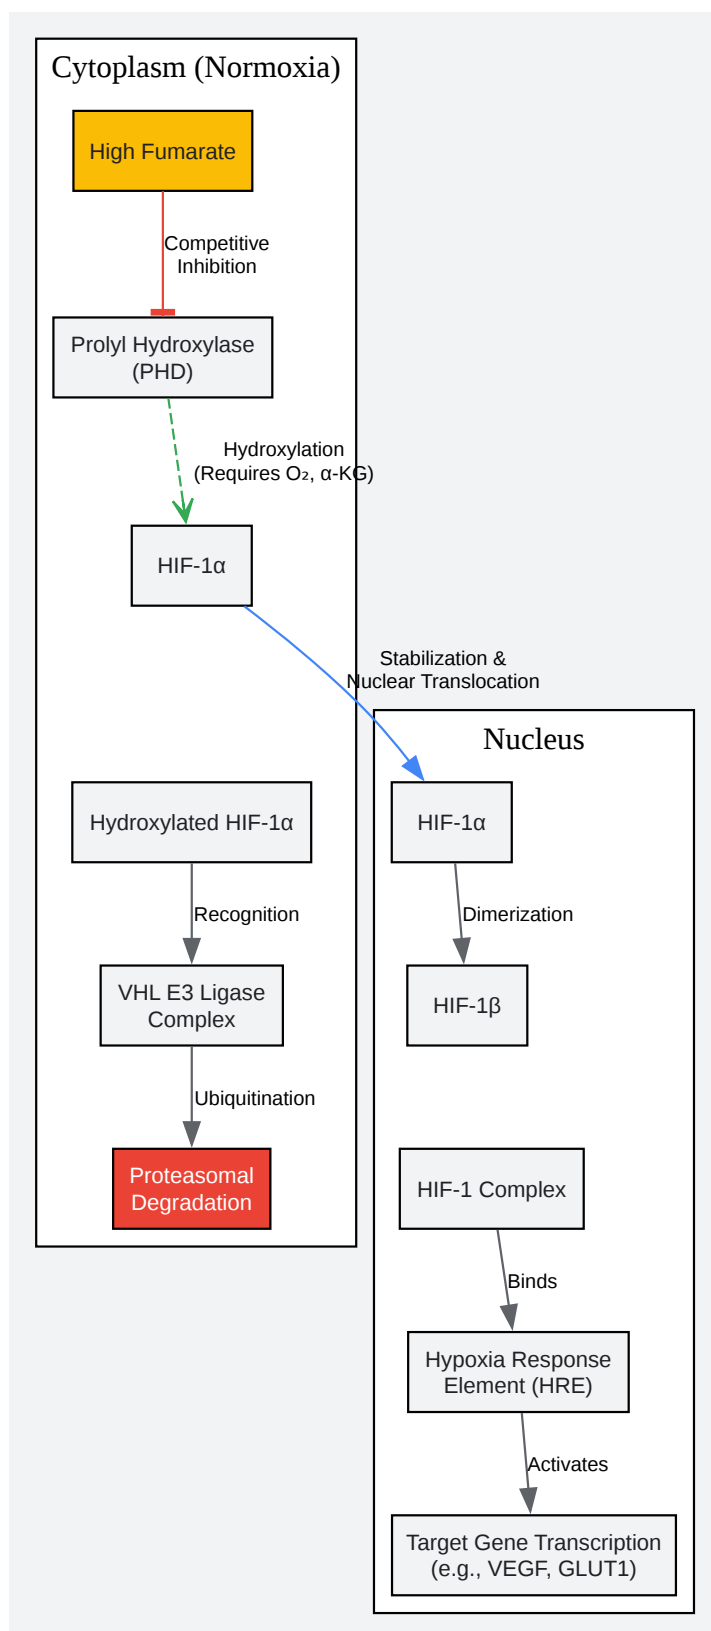 Cytoplasm (Normoxia)
High Fumarate
Competitive
Inhibition
Prolyl Hydroxylase
(PHD)
Hydroxylation
(Requires O₂, α-KG)
HIF-1α
Stabilization &
Nuclear Translocation
Nucleus
Hydroxylated HIF-1α
HIF-1α
Recognition
Dimerization
VHL E3 Ligase
Complex
HIF-1β
Ubiquitination
Proteasomal
Degradation
HIF-1 Complex
Binds
Hypoxia Response
Element (HRE)
Activates
Target Gene Transcription
(e.g., VEGF, GLUT1)